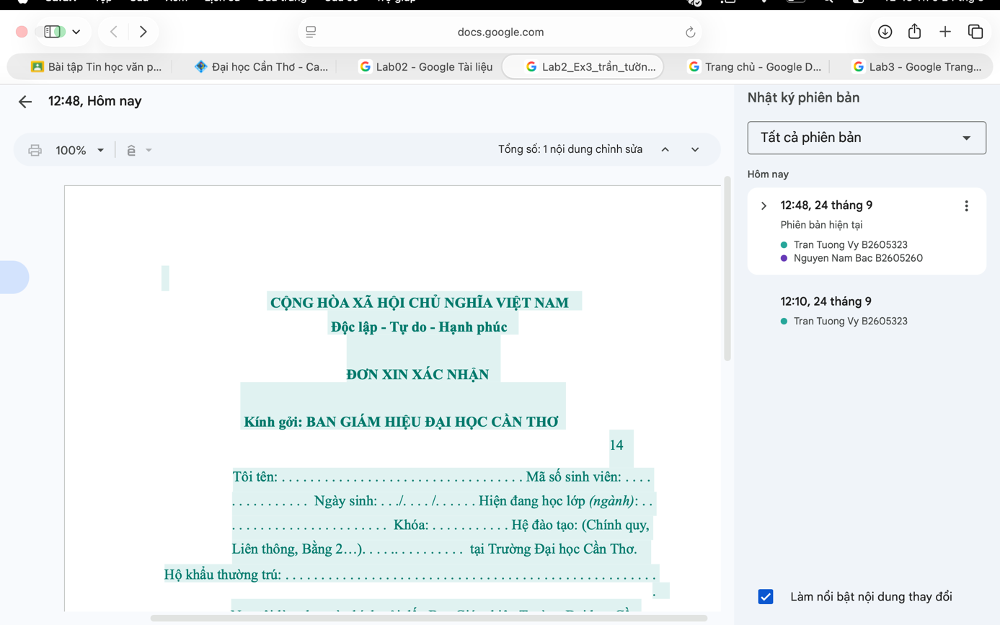 docs.google.com
Bài tập Tin học văn p...
Đại học Cần Thơ - Ca...
Lab02 - Google Tài liệu
Lab2_Ex3_trần_tườn...
Trang chủ - Google D...
Lab3 - Google Trang...
12:48, Hôm nay
100%
ê
Tổng số: 1 nội dung chỉnh sửa
CỘNG HÒA XÃ HỘI CHỦ NGHĨA VIỆT NAM
Độc lập - Tự do - Hạnh phúc
ĐƠN XIN XÁC NHẬN
Kính gởi: BAN GIÁM HIỆU ĐẠI HỌC CẦN THƠ
14
Tôi tên: . . . . . . . . . . . . . . . . . . . . . . . . . . . . . . . . . . Mã số sinh viên: . . . .
. . . . . . . . . . . Ngày sinh: . . ./. . . . /. . . . . . Hiện đang học lớp (ngành): . .
. . . . . . . . . . . . . . . . . . . . . . Khóa: . . . . . . . . . . . Hệ đào tạo: (Chính quy,
Liên thông, Bằng 2…). . . . .. . . . . . . . . . tại Trường Đại học Cần Thơ.
Hộ khẩu thường trú: . . . . . . . . . . . . . . . . . . . . . . . . . . . . . . . . . . . . . . . . . . . . . . . . . . . .
.
Nhật ký phiên bản
Tất cả phiên bản
Hôm nay
12:48, 24 tháng 9
Phiên bản hiện tại
Tran Tuong Vy B2605323
Nguyen Nam Bac B2605260
12:10, 24 tháng 9
Tran Tuong Vy B2605323
Làm nổi bật nội dung thay đổi